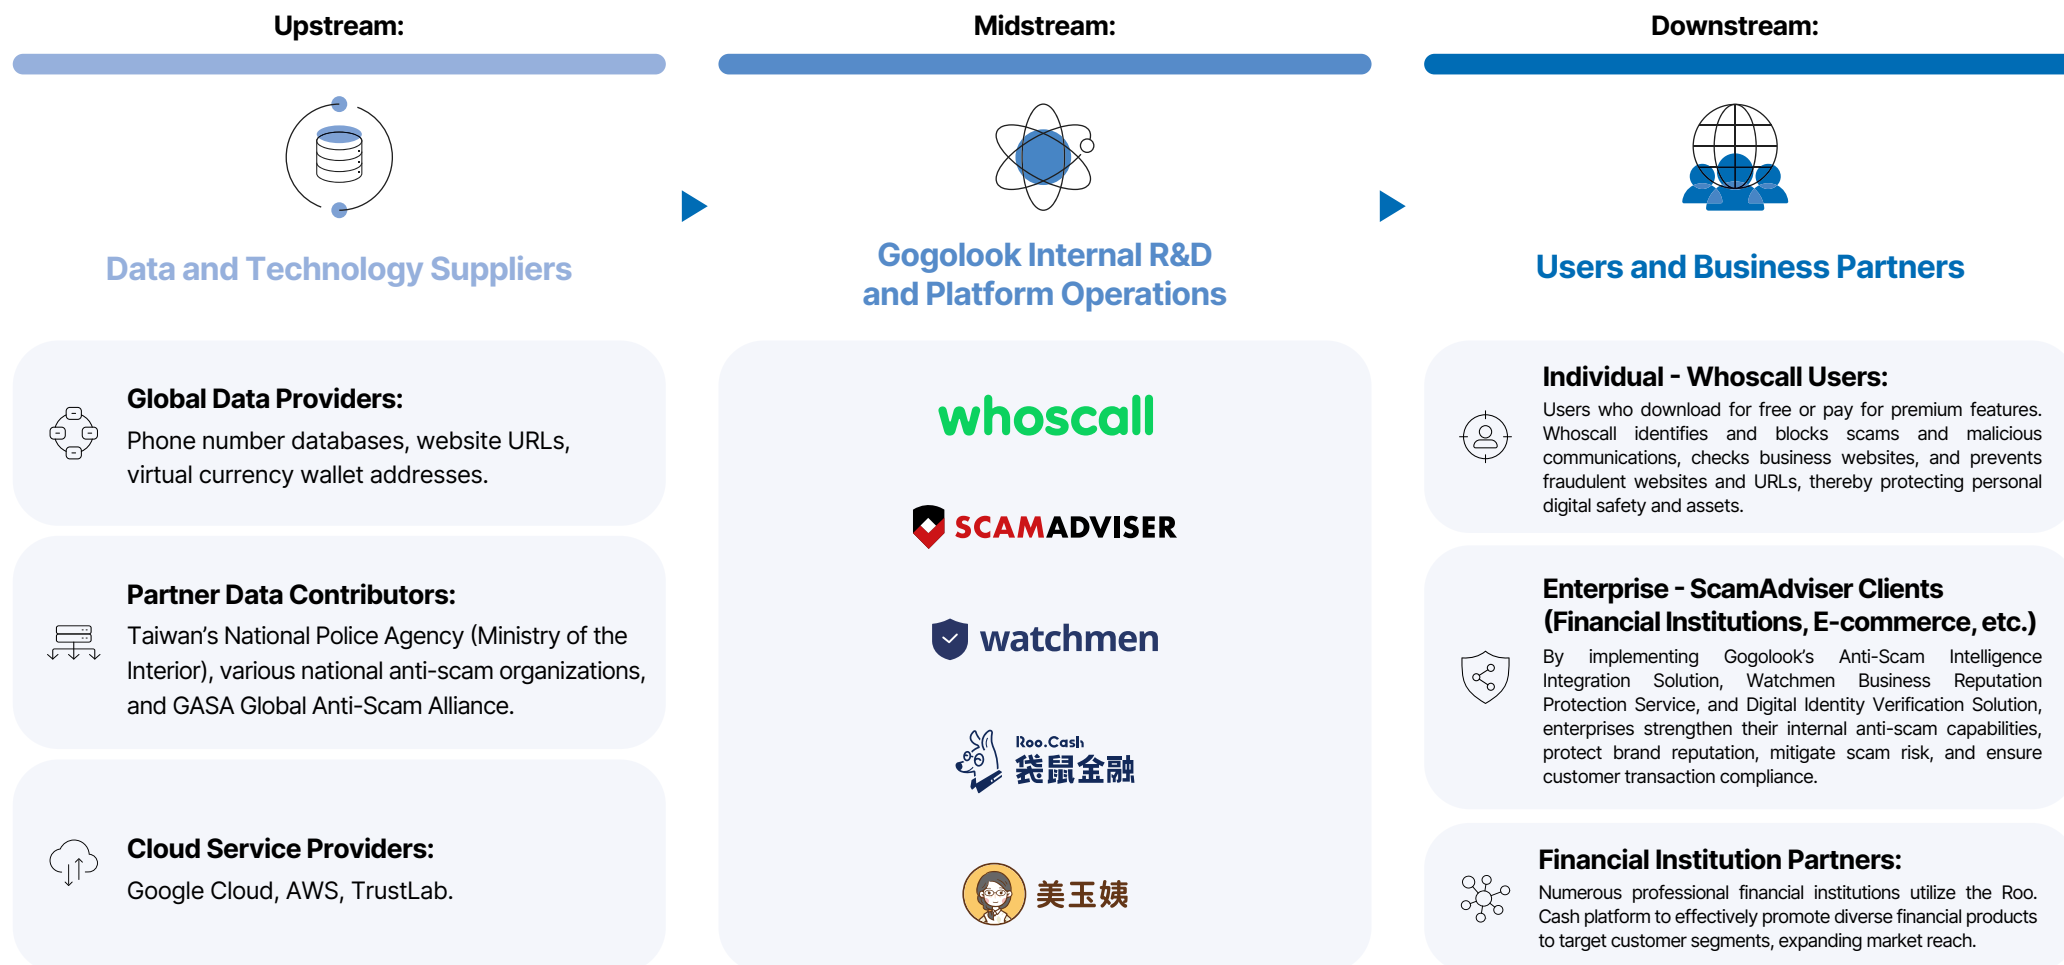 Upstream:
Data and Technology Suppliers
Global Data Providers:
Phone number databases, website URLs,
virtual currency wallet addresses.
Partner Data Contributors:
Taiwan’s National Police Agency (Ministry of the
Interior), various national anti-scam organizations,
and GASA Global Anti-Scam Alliance.
Cloud Service Providers:
Google Cloud, AWS, TrustLab.
Midstream:
Gogolook Internal R&D
and Platform Operations
whoscall
SCAMADVISER
watchmen
Roo.Cash
袋鼠金融
美玉姨
Downstream:
Users and Business Partners
Individual - Whoscall Users:
Users who download for free or pay for premium features.
Whoscall identifies and blocks scams and malicious
communications, checks business websites, and prevents
fraudulent websites and URLs, thereby protecting personal
digital safety and assets.
Enterprise - ScamAdviser Clients
(Financial Institutions, E-commerce, etc.)
By implementing Gogolook’s Anti-Scam Intelligence
Integration Solution, Watchmen Business Reputation
Protection Service, and Digital Identity Verification Solution,
enterprises strengthen their internal anti-scam capabilities,
protect brand reputation, mitigate scam risk, and ensure
customer transaction compliance.
Financial Institution Partners:
Numerous professional financial institutions utilize the Roo.
Cash platform to effectively promote diverse financial products
to target customer segments, expanding market reach.